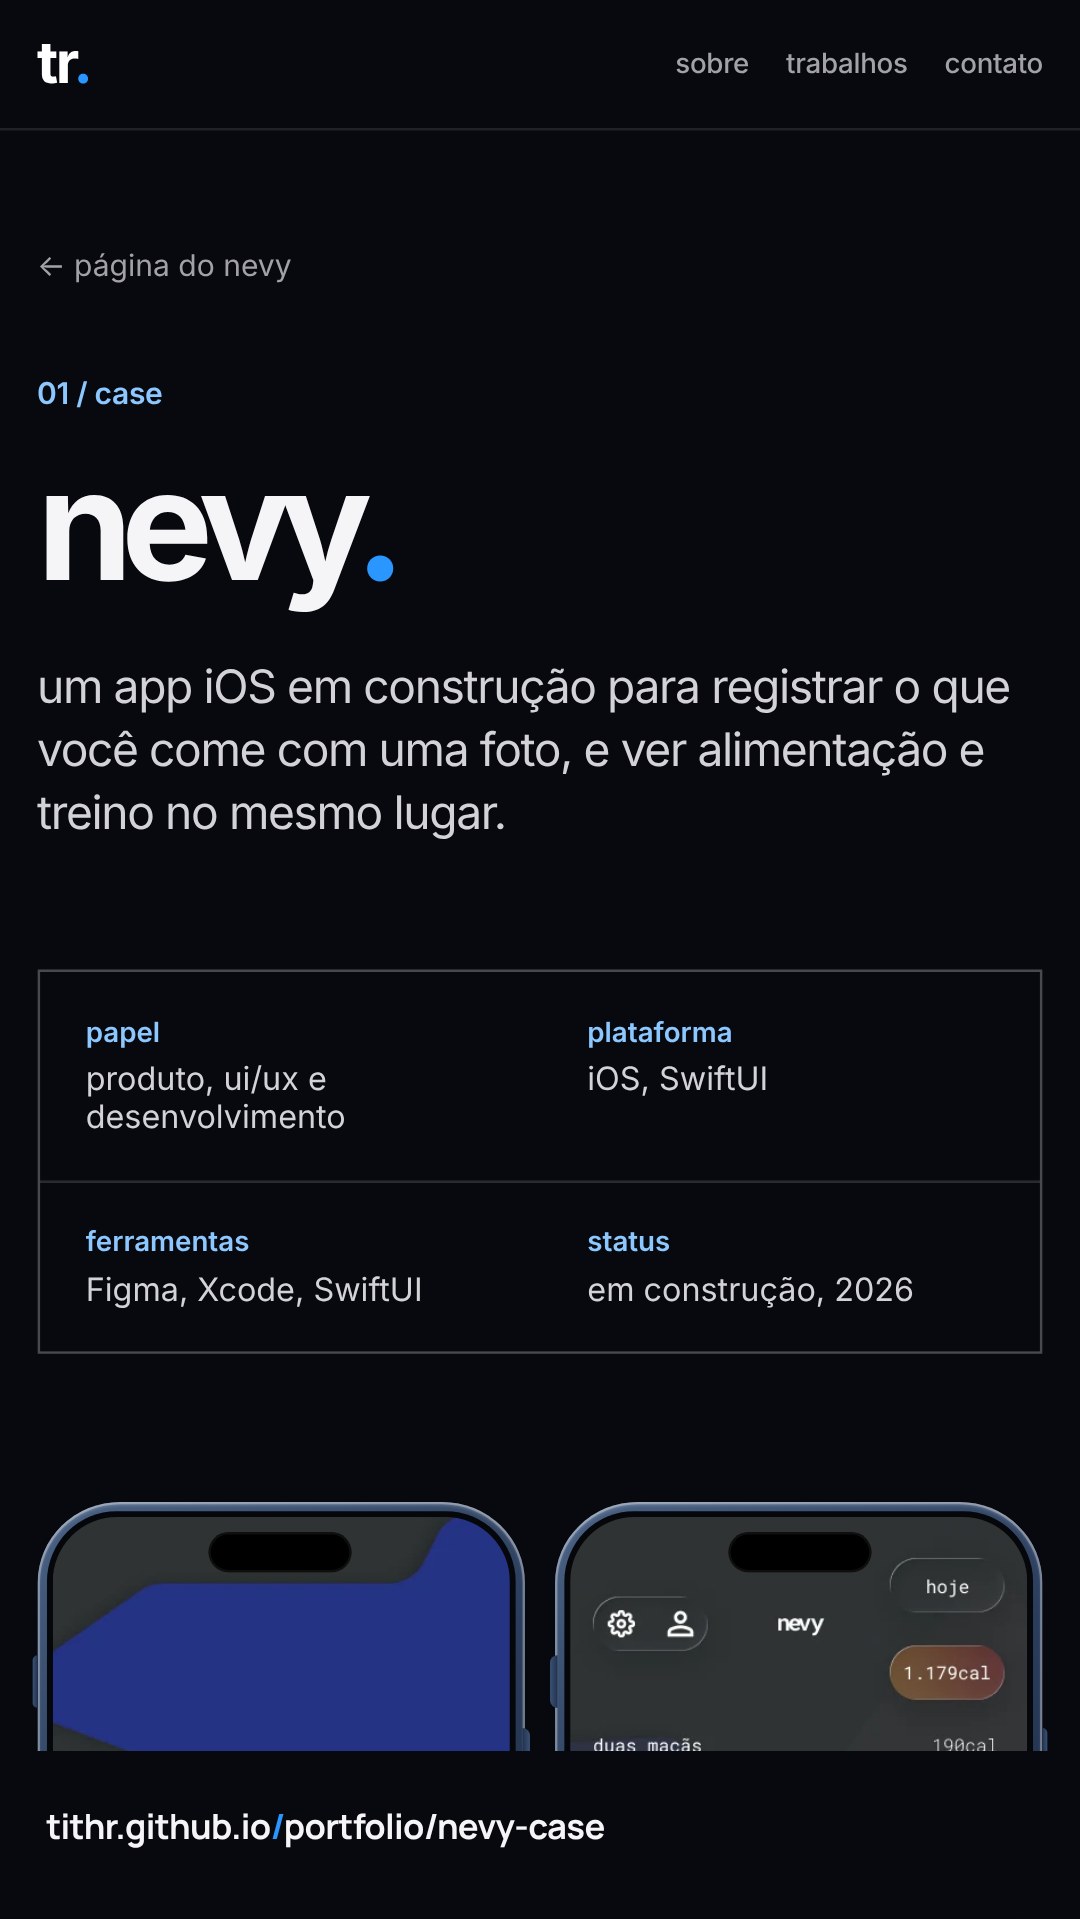 tr.
sobre trabalhos contato
← página do nevy
01 / case
nevy.
um app iOS em construção para registrar o que
você come com uma foto, e ver alimentação e
treino no mesmo lugar.
papel
produto, ui/ux e
desenvolvimento
plataforma
iOS, SwiftUI
ferramentas
Figma, Xcode, SwiftUI
status
em construção, 2026
hoje
nevy
1.179cal
duas maçãs 190cal
tithr.github.io/portfolio/nevy-case